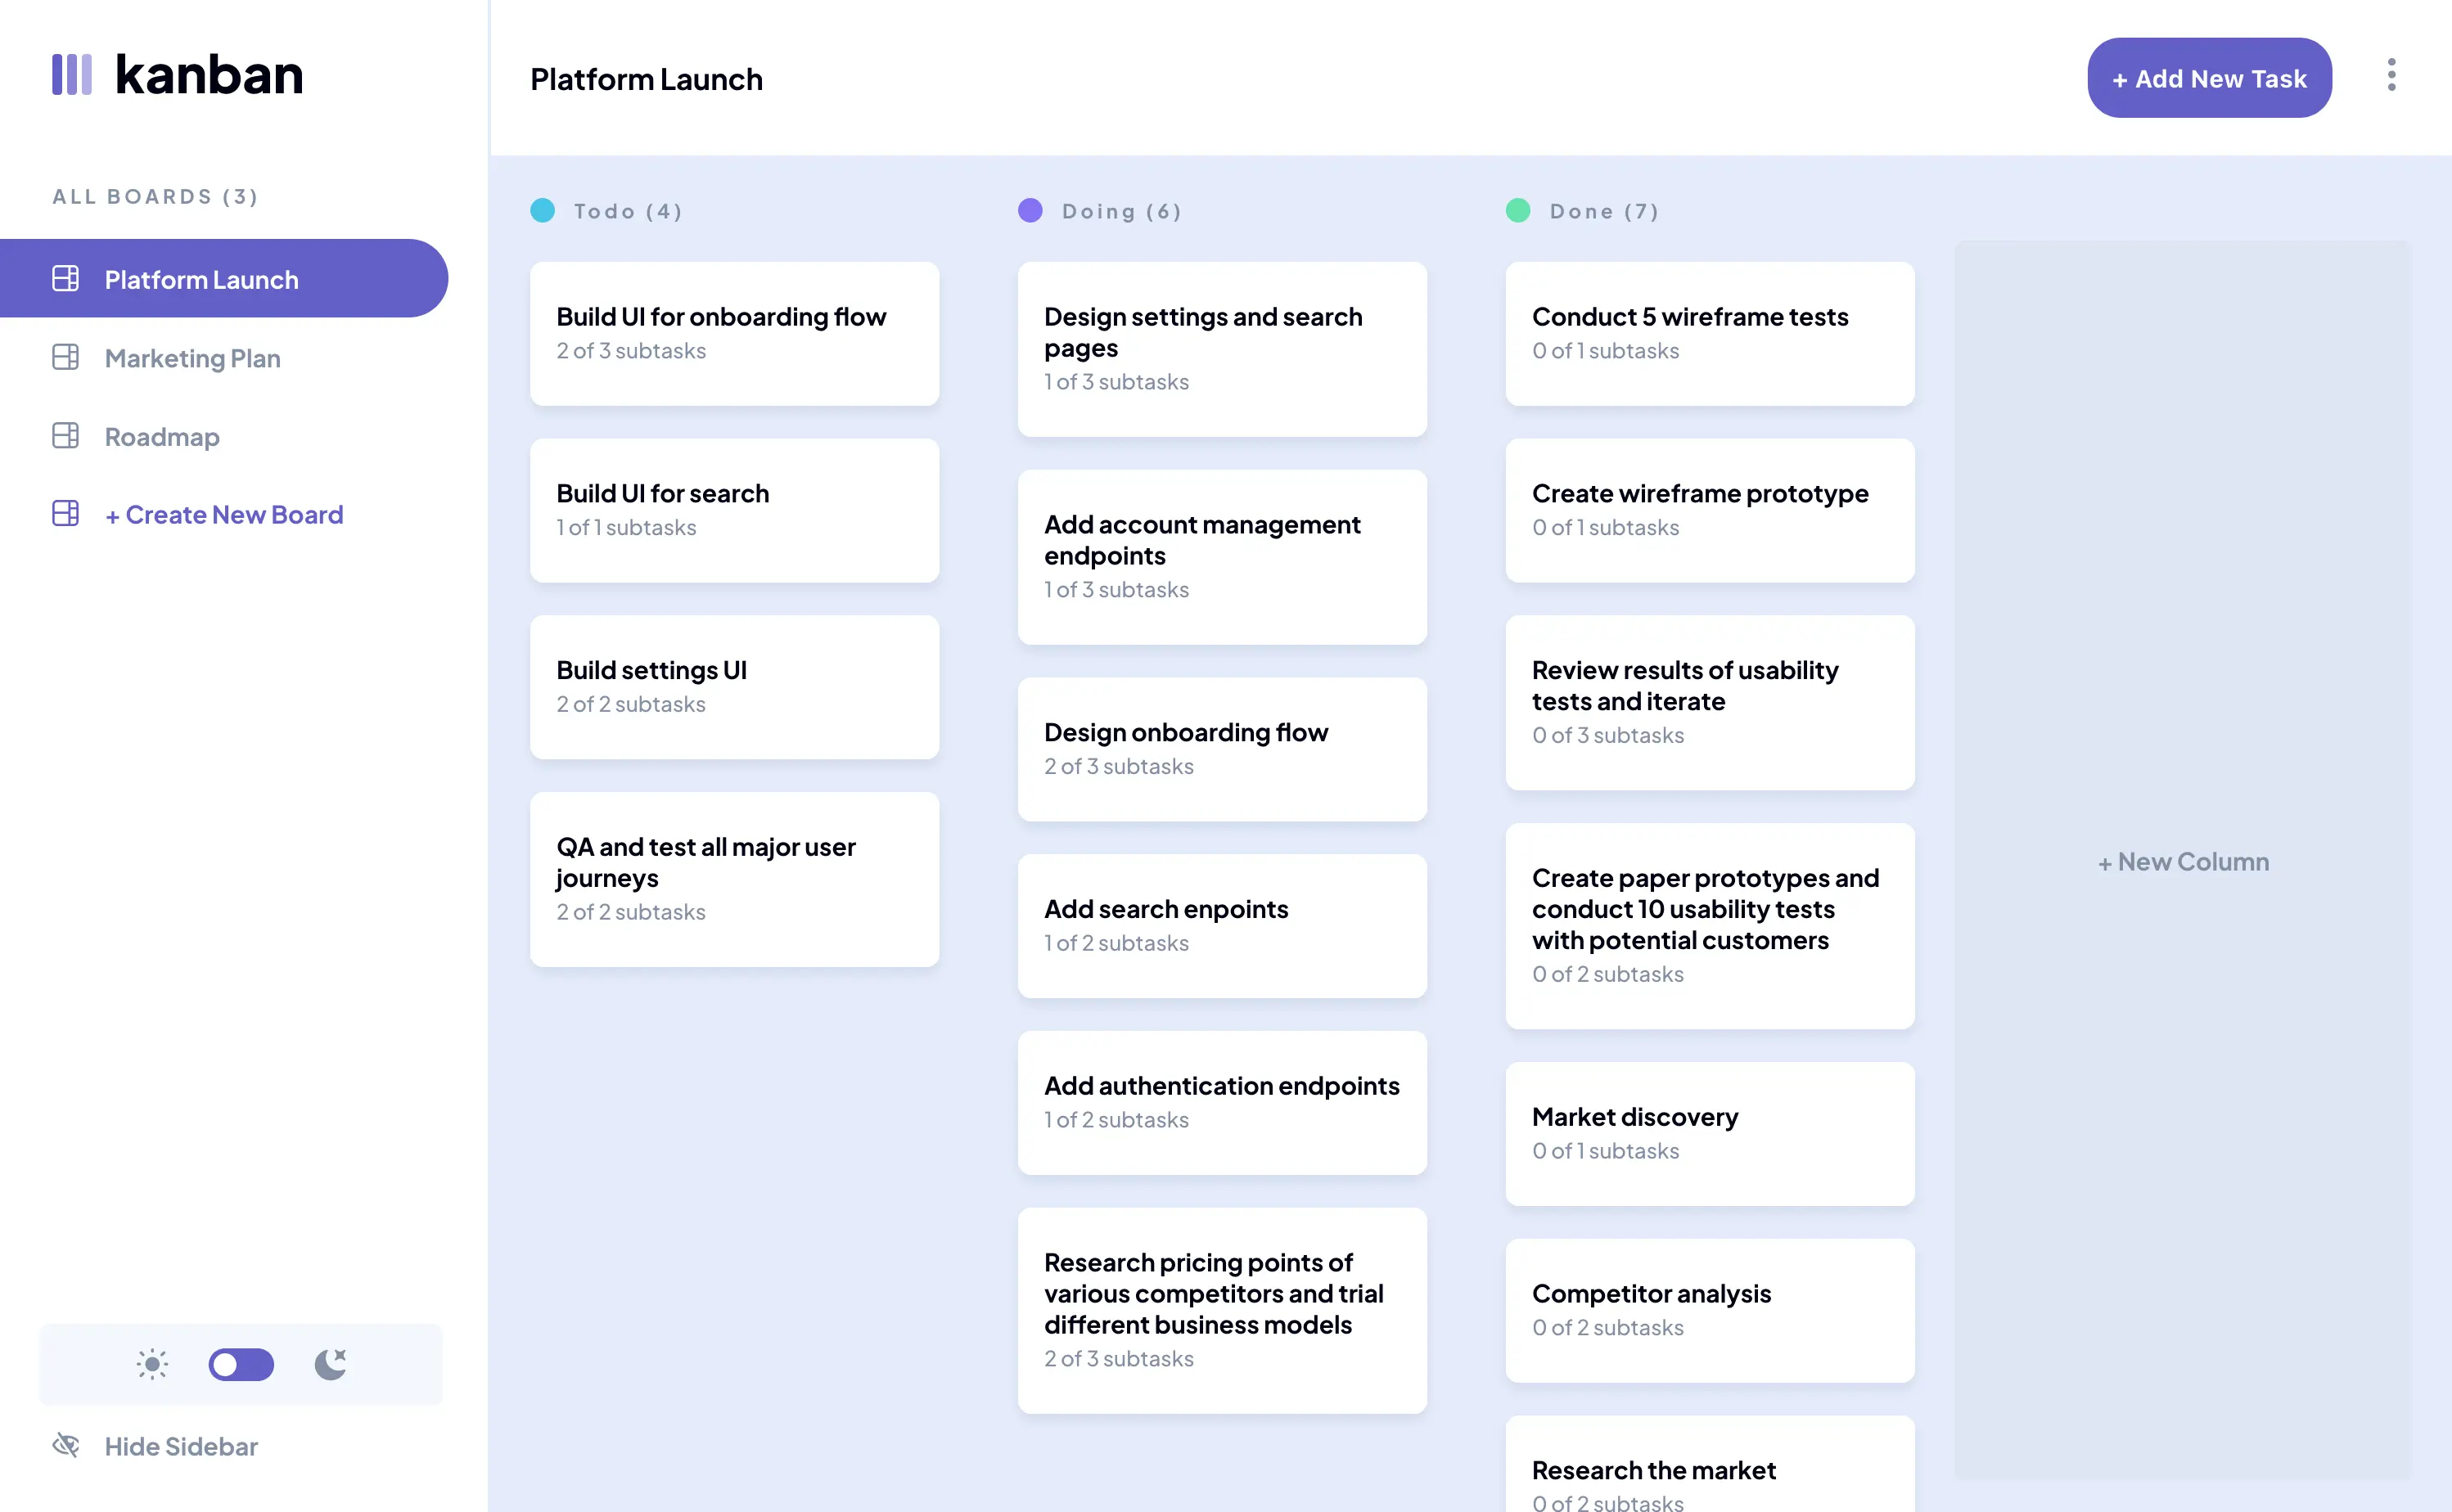 kanban
ALL BOARDS (3)
Platform Launch
Marketing Plan
Roadmap
+ Create New Board
Hide Sidebar
Platform Launch
+ Add New Task
Todo (4)
Build UI for onboarding flow
2 of 3 subtasks
Build UI for search
1 of 1 subtasks
Build settings UI
2 of 2 subtasks
QA and test all major user
journeys
2 of 2 subtasks
Doing (6)
Design settings and search
pages
1 of 3 subtasks
Add account management
endpoints
1 of 3 subtasks
Design onboarding flow
2 of 3 subtasks
Add search enpoints
1 of 2 subtasks
Add authentication endpoints
1 of 2 subtasks
Research pricing points of
various competitors and trial
different business models
2 of 3 subtasks
Done (7)
Conduct 5 wireframe tests
0 of 1 subtasks
Create wireframe prototype
0 of 1 subtasks
Review results of usability
tests and iterate
0 of 3 subtasks
Create paper prototypes and
conduct 10 usability tests
with potential customers
0 of 2 subtasks
Market discovery
0 of 1 subtasks
Competitor analysis
0 of 2 subtasks
Research the market
0 of 2 subtasks
+ New Column